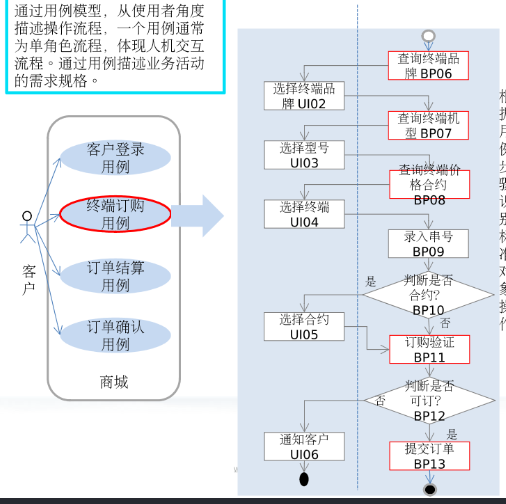 通过用例模型，从使用者角度
描述操作流程，一个用例通常
为单角色流程，体现人机交互
流程。通过用例描述业务活动
的需求规格。
客户登录
用例
终端订购
用例
订单结算
用例
订单确认
用例
客
户
商城
查询终端品
牌 BP06
选择终端品
牌 UI02
查询终端机
型 BP07
选择型号
UI03
查询终端价
格合约
BP08
选择终端
UI04
录入串号
BP09
是
判断是否
合约?
BP10
否
选择合约
UI05
订购验证
BP11
否
判断是否
可订?
BP12
是
通知客户
UI06
提交订单
BP13